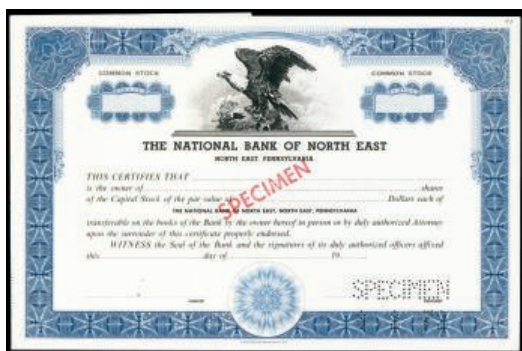 COMMON STOCK
COMMON STOCK
THE NATIONAL BANK OF NORTH EAST
NORTH EAST, PENNSYLVANIA
THIS CERTIFIES THAT
is the owner of shares
of the Capital Stock of the par value of Dollars each of
THE NATIONAL BANK OF NORTH EAST, NORTH EAST, PENNSYLVANIA
transferable on the books of the Bank by the owner hereof in person or by duly authorized Attorney
upon the surrender of this certificate properly endorsed.
WITNESS the Seal of the Bank and the signatures of its duly authorized officers affixed
this day of 19
SPECIMEN
SPECIMEN